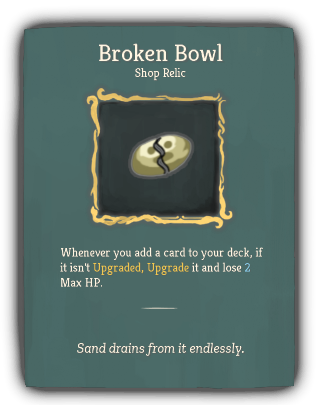 Broken Bowl
Shop Relic
Whenever you add a card to your deck, if
it isn't Upgraded, Upgrade it and lose 2
Max HP.
Sand drains from it endlessly.